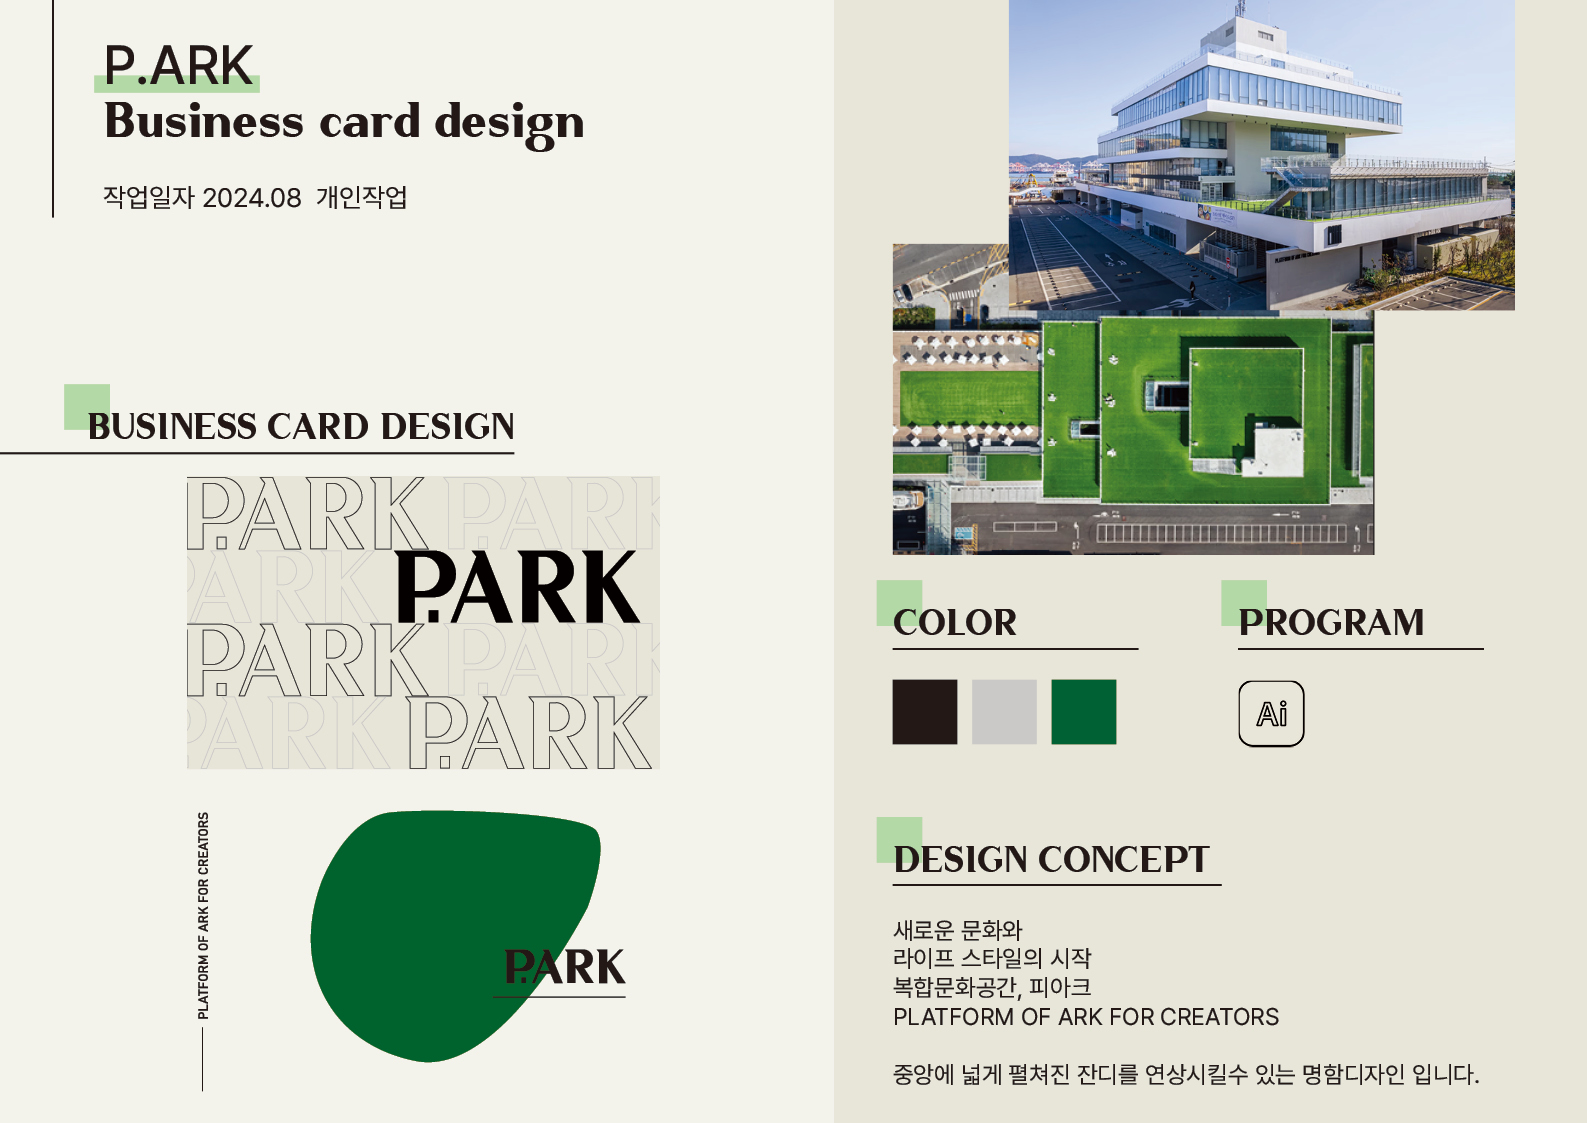 P.ARK
Business card design
작업일자 2024.08 개인작업
BUSINESS CARD DESIGN
P.ARK P.ARK
P.ARK P.ARK
P.ARK P.ARK
P.ARK P.ARK
PLATFORM OF ARK FOR CREATORS
P.ARK
COLOR
PROGRAM
Ai
DESIGN CONCEPT
새로운 문화와
라이프 스타일의 시작
복합문화공간, 피아크
PLATFORM OF ARK FOR CREATORS
중앙에 넓게 펼쳐진 잔디를 연상시킬수 있는 명함디자인 입니다.